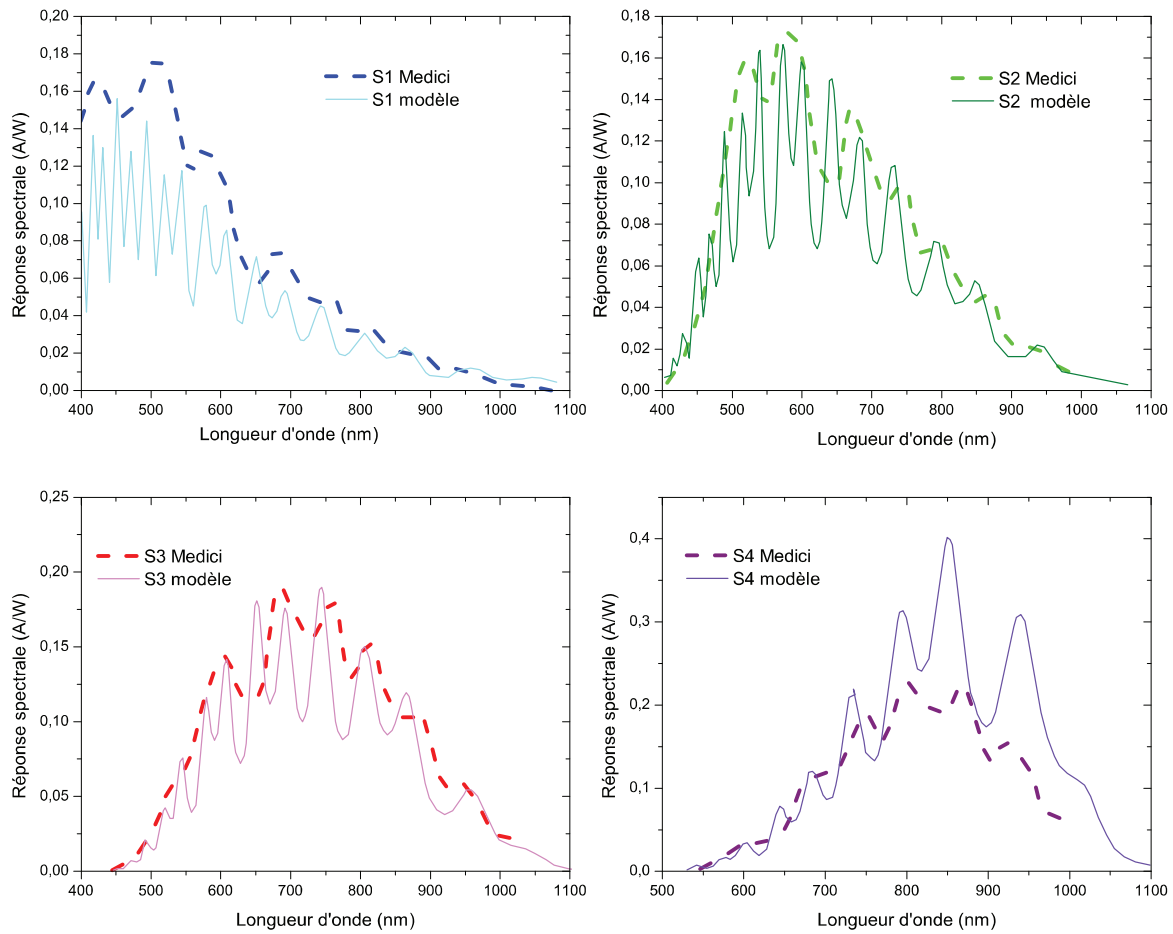 Réponse spectrale (A/W)
0,20
0,18
0,16
0,14
0,12
0,10
0,08
0,06
0,04
0,02
0,00
S1 Medici
S1 modèle
400 500 600 700 800 900 1000 1100
Longueur d'onde (nm)
Réponse spectrale (A/W)
0,18
0,16
0,14
0,12
0,10
0,08
0,06
0,04
0,02
0,00
S2 Medici
S2 modèle
400 500 600 700 800 900 1000 1100
Longueur d'onde (nm)
Réponse spectrale (A/W)
0,25
0,20
0,15
0,10
0,05
0,00
S3 Medici
S3 modèle
400 500 600 700 800 900 1000 1100
Longueur d'onde (nm)
Réponse spectrale (A/W)
0,4
0,3
0,2
0,1
0,0
S4 Medici
S4 modèle
500 600 700 800 900 1000 1100
Longueur d'onde (nm)